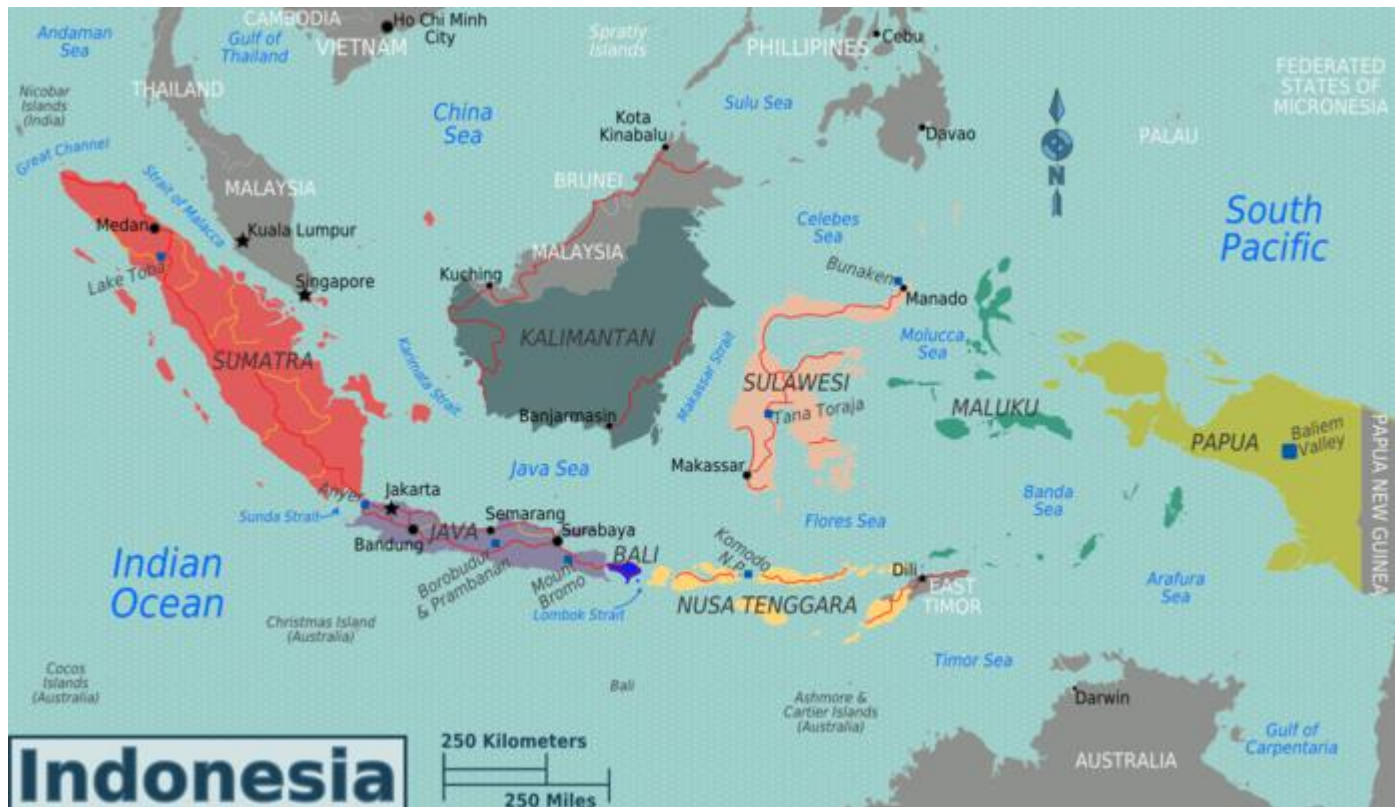 Andaman
Sea
CAMBODIA
Gulf of
Thailand
Ho Chi Minh
City
VIETNAM
Spratly
Islands
PHILLIPINES
Cebu
FEDERATED
STATES OF
MICRONESIA
Nicobar
Islands
(India)
THAILAND
China
Sea
Sulu Sea
Kota
Kinabalu
Davao
PALAU
N
Great Channel
Strait of Malacca
MALAYSIA
BRUNEI
South
Pacific
Medan
Kuala Lumpur
Celebes
Sea
MALAYSIA
Lake Toba
Singapore
Kuching
Bunaken
Manado
SUMATRA
KALIMANTAN
Karimata Strait
Makassar Strait
Molucca
Sea
SULAWESI
MALUKU
Banjarmasin
Tana Toraja
PAPUA
Baliem
Valley
PAPUA NEW GUINEA
Java Sea
Makassar
Anyer
Jakarta
Sunda Strait
Semarang
Bandung
JAVA
Surabaya
Flores Sea
Banda
Sea
Indian
Ocean
Borobudur
& Prambanan
Mount
Bromo
BALI
Komodo
N.P.
Dili
EAST
TIMOR
Arafura
Sea
Lombok Strait
NUSA TENGGARA
Christmas Island
(Australia)
Timor Sea
Cocos
Islands
(Australia)
Bali
Ashmore &
Cartier Islands
(Australia)
Darwin
Gulf of
Carpentaria
AUSTRALIA
Indonesia
250 Kilometers
250 Miles